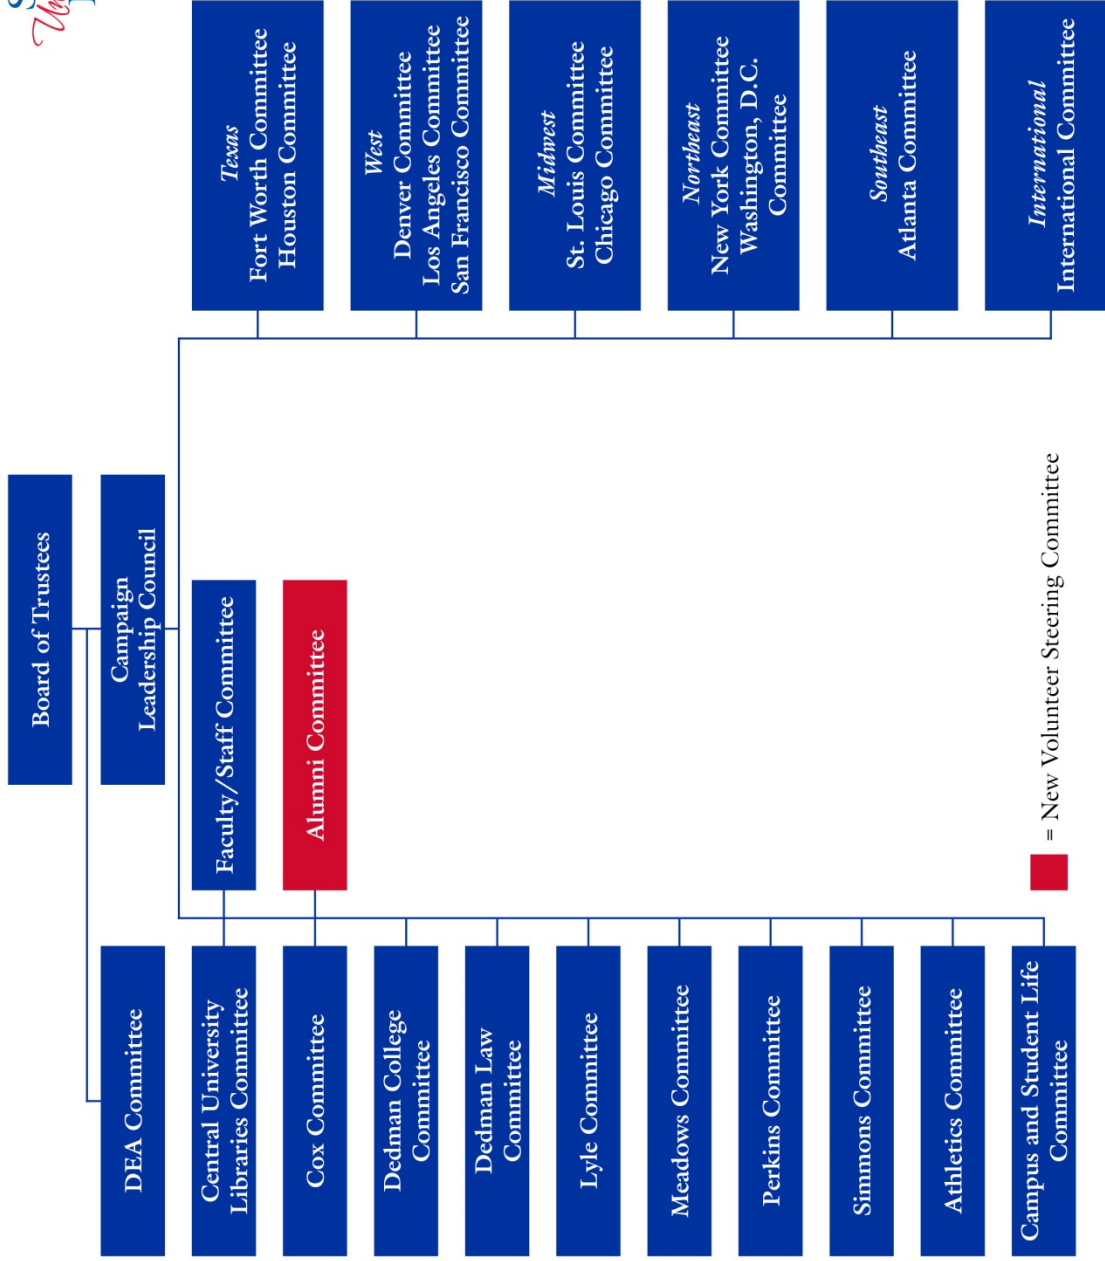 Board of Trustees
Campaign
Leadership Council
DEA Committee
Central University
Libraries Committee
Cox Committee
Dedman College
Committee
Dedman Law
Committee
Lyle Committee
Meadows Committee
Perkins Committee
Simmons Committee
Athletics Committee
Campus and Student Life
Committee
Faculty/Staff Committee
Alumni Committee
Texas
Fort Worth Committee
Houston Committee
West
Denver Committee
Los Angeles Committee
San Francisco Committee
Midwest
St. Louis Committee
Chicago Committee
Northeast
New York Committee
Washington, D.C.
Committee
Southeast
Atlanta Committee
International
International Committee
= New Volunteer Steering Committee